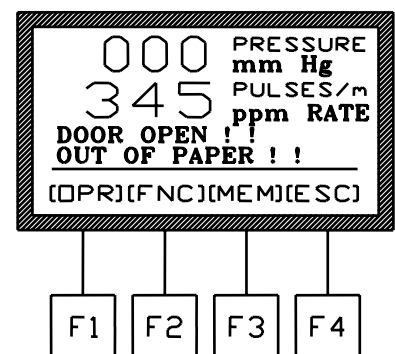 000 PRESSURE
mm Hg
345 PULSES/m
ppm RATE
DOOR OPEN ! !
OUT OF PAPER ! !
[OPR][FNC][MEM][ESC]
F1 F2 F3 F4